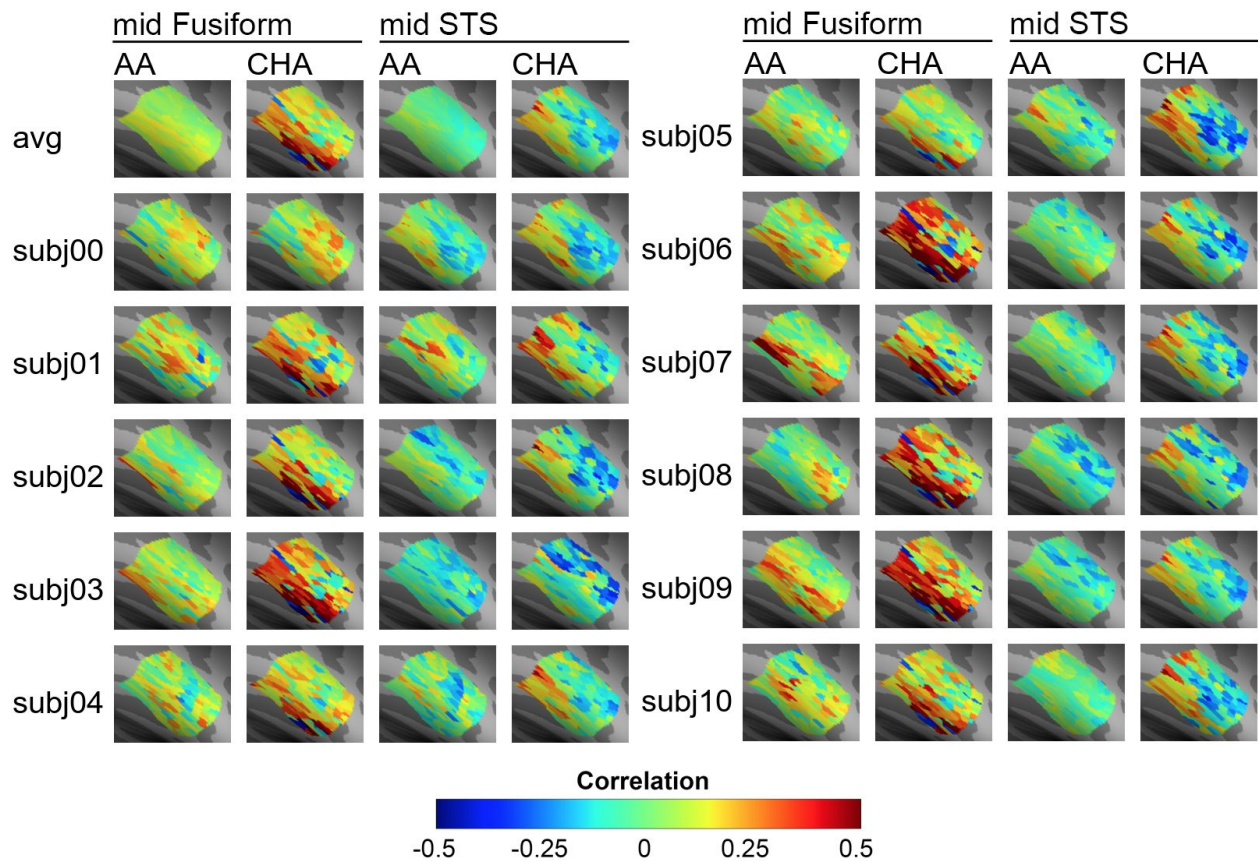 mid Fusiform mid STS mid Fusiform mid STS
AA CHA AA CHA AA CHA AA CHA
avg subj05
subj00 subj06
subj01 subj07
subj02 subj08
subj03 subj09
subj04 subj10
Correlation
-0.5 -0.25 0 0.25 0.5